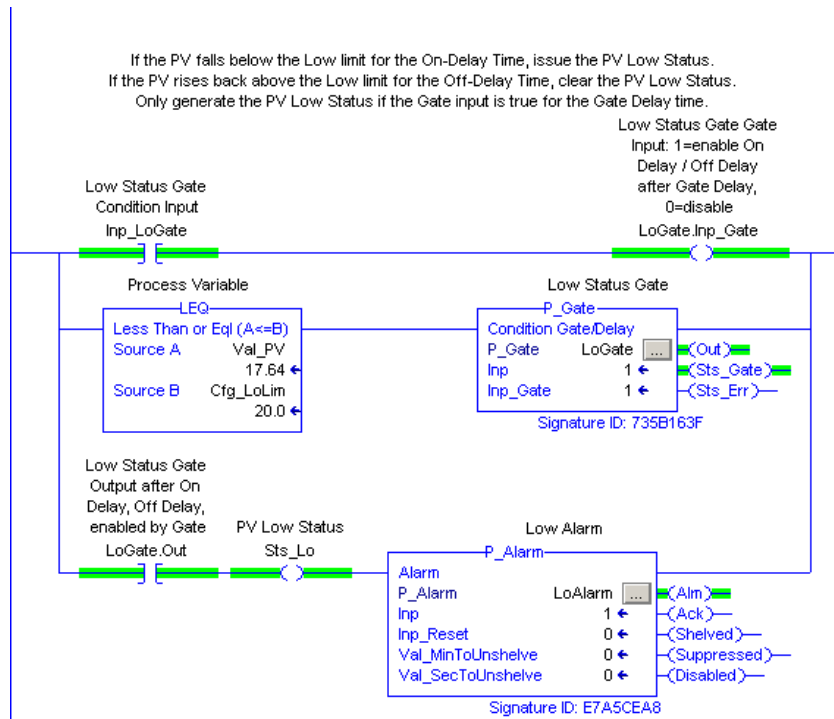 If the PV falls below the Low limit for the On-Delay Time, issue the PV Low Status.
If the PV rises back above the Low limit for the Off-Delay Time, clear the PV Low Status.
Only generate the PV Low Status if the Gate input is true for the Gate Delay time.
Low Status Gate
Condition Input
Inp_LoGate
Low Status Gate Gate
Input: 1=enable On
Delay / Off Delay
after Gate Delay,
0=disable
LoGate.Inp_Gate
Process Variable
LEQ
Less Than or Eql (A<=B)
Source A Val_PV
17.64
Source B Cfg_LoLim
20.0
Low Status Gate
P_Gate
Condition Gate/Delay
P_Gate LoGate ... (Out)
Inp 1 (Sts_Gate)
Inp_Gate 1 (Sts_Err)
Signature ID: 735B163F
Low Status Gate
Output after On
Delay, Off Delay,
enabled by Gate
LoGate.Out
PV Low Status
Sts_Lo
Low Alarm
P_Alarm
Alarm
P_Alarm LoAlarm ... (Alm)
Inp 1 (Ack)
Inp_Reset 0 (Shelved)
Val_MinToUnshelve 0 (Suppressed)
Val_SecToUnshelve 0 (Disabled)
Signature ID: E7A5CEA8